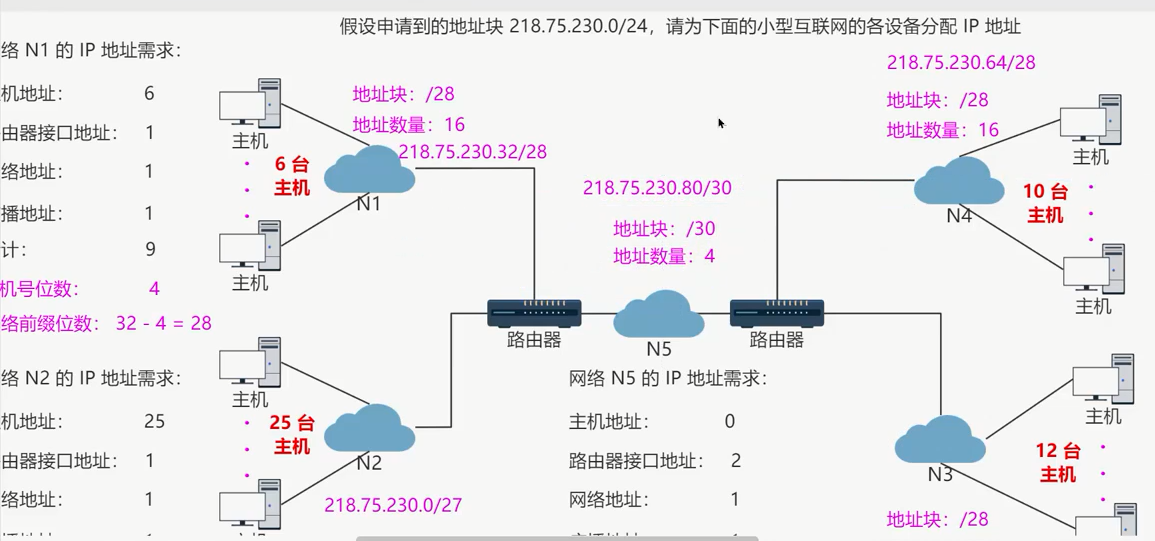 假设申请到的地址块 218.75.230.0/24，请为下面的小型互联网的各设备分配 IP 地址
络 N1 的 IP 地址需求：
机地址： 6
由器接口地址： 1
络地址： 1
播地址： 1
计： 9
机号位数： 4
络前缀位数： 32 - 4 = 28
主机
6 台
主机
主机
地址块：/28
地址数量：16
218.75.230.32/28
N1
218.75.230.80/30
地址块：/30
地址数量：4
路由器
N5
路由器
218.75.230.64/28
地址块：/28
地址数量：16
主机
10 台
主机
N4
主机
络 N2 的 IP 地址需求：
机地址： 25
由器接口地址： 1
络地址： 1
主机
25 台
主机
N2
218.75.230.0/27
网络 N5 的 IP 地址需求：
主机地址： 0
路由器接口地址： 2
网络地址： 1
主机
12 台
主机
N3
地址块：/28